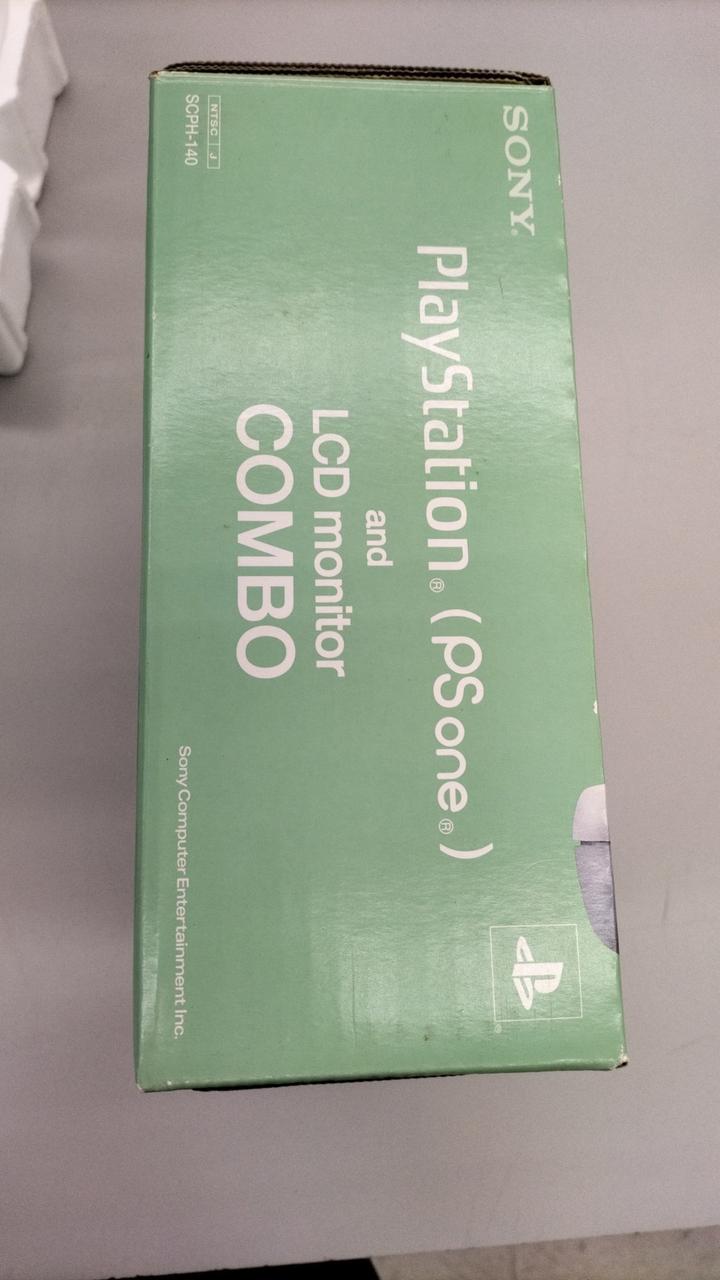 SONY®
PlayStation® (PSone®)
and
LCD monitor
COMBO
NTSC J
SCPH-140
Sony Computer Entertainment Inc.
®